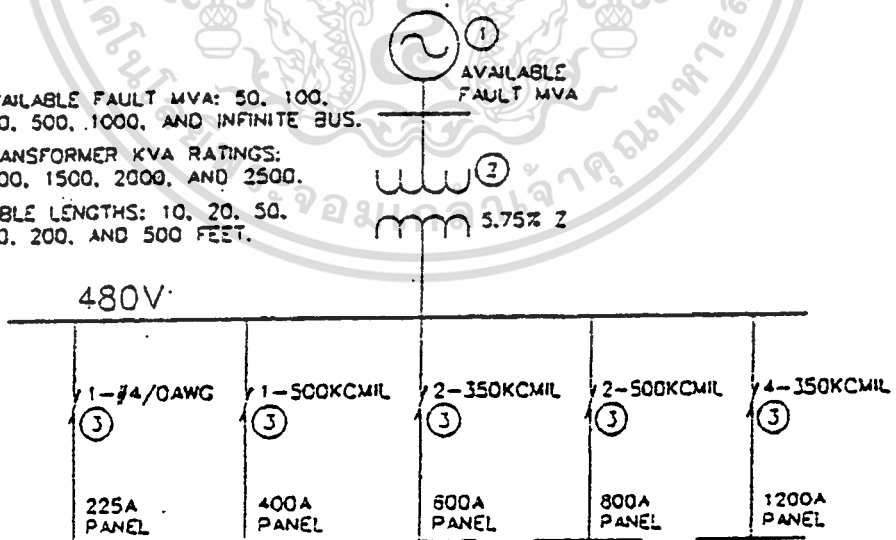 ①
AVAILABLE
FAULT MVA
AILABLE FAULT MVA: 50, 100,
0, 500, 1000, AND INFINITE BUS.
ANSFORMER KVA RATINGS:
00, 1500, 2000, AND 2500.
②
BLE LENGTHS: 10, 20, 50,
0, 200, AND 500 FEET.
5.75% Z
480V
1-#4/0AWG
1-500KCMIL
2-350KCMIL
2-500KCMIL
4-350KCMIL
③ ③ ③ ③ ③
225A
PANEL
400A
PANEL
600A
PANEL
800A
PANEL
1200A
PANEL